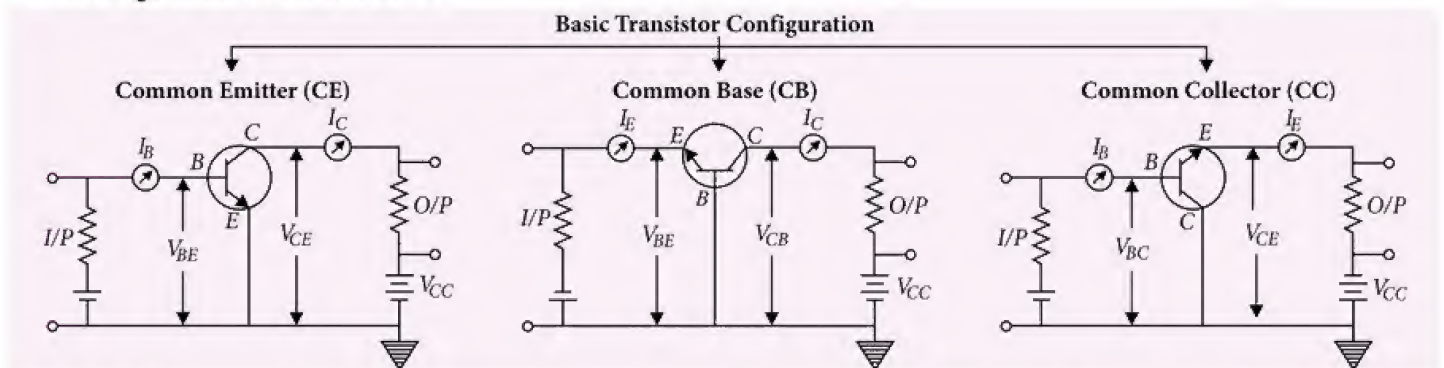 Basic Transistor Configuration
Common Emitter (CE)
I_C
C
I_B
B
E
I/P
V_BE
V_CE
O/P
V_CC
Common Base (CB)
I_E
E
C
I_C
B
I/P
V_BE
V_CB
O/P
V_CC
Common Collector (CC)
E
I_E
I_B
B
C
I/P
V_BC
V_CE
O/P
V_CC